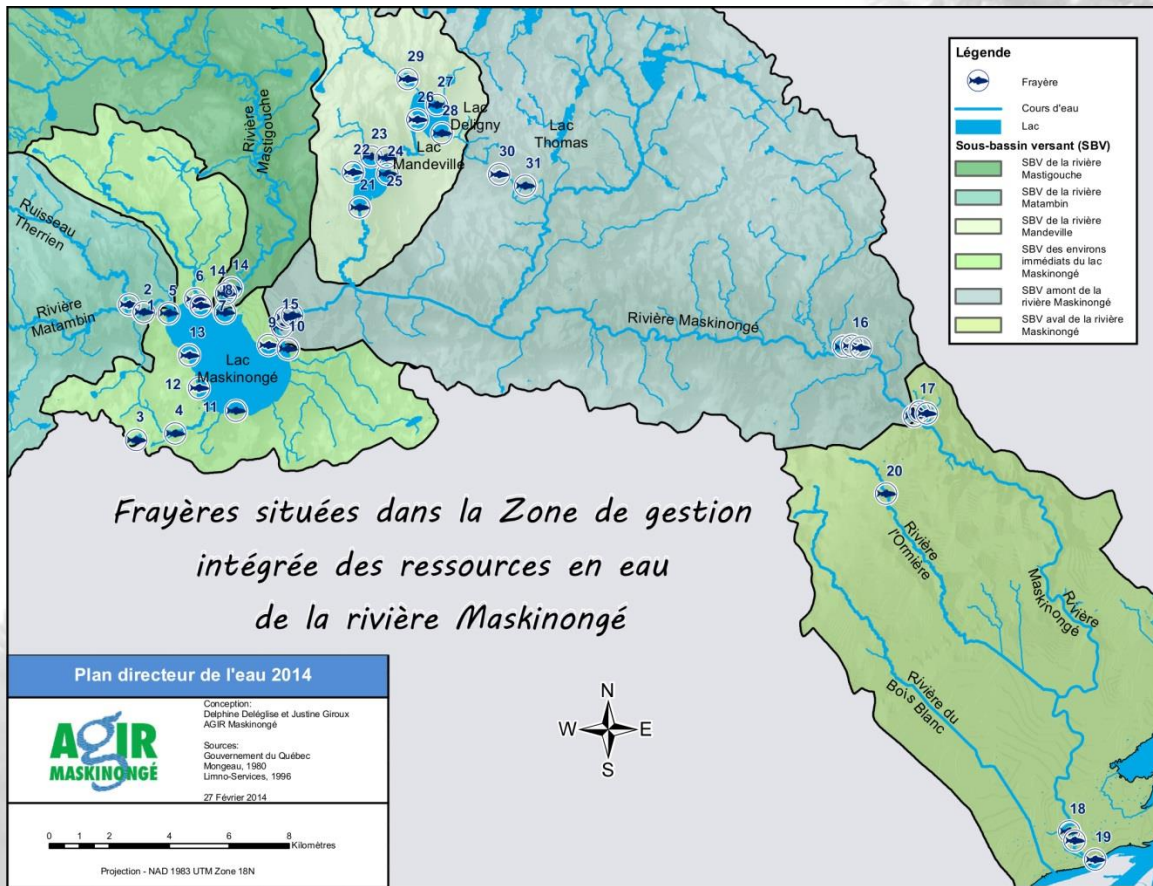 29
27
26
28
Lac
Deligny
23
22
24
Lac
Mandeville
25
21
Lac
Thomas
30
31
Rivière
Mastigouche
Ruisseau
Therrien
Rivière
Matambin
2
1
5
6
14
14
8
7
15
9
10
13
Lac
Maskinongé
12
11
3
4
Rivière Maskinongé
16
17
20
Rivière
l'Ormière
Rivière
Maskinongé
Rivière du
Bois Blanc
18
19
Légende
Frayère
Cours d'eau
Lac
Sous-bassin versant (SBV)
SBV de la rivière
Mastigouche
SBV de la rivière
Matambin
SBV de la rivière
Mandeville
SBV des environs
immédiats du lac
Maskinongé
SBV amont de la
rivière Maskinongé
SBV aval de la rivière
Maskinongé
Frayères situées dans la Zone de gestion
intégrée des ressources en eau
de la rivière Maskinongé
N
W E
S
Plan directeur de l'eau 2014
AgIR
MASKINONGÉ
Conception:
Delphine Deléglise et Justine Giroux
AGIR Maskinongé
Sources:
Gouvernement du Québec
Mongeau, 1980
Limno-Services, 1996
27 Février 2014
0 1 2 4 6 8
Kilomètres
Projection - NAD 1983 UTM Zone 18N